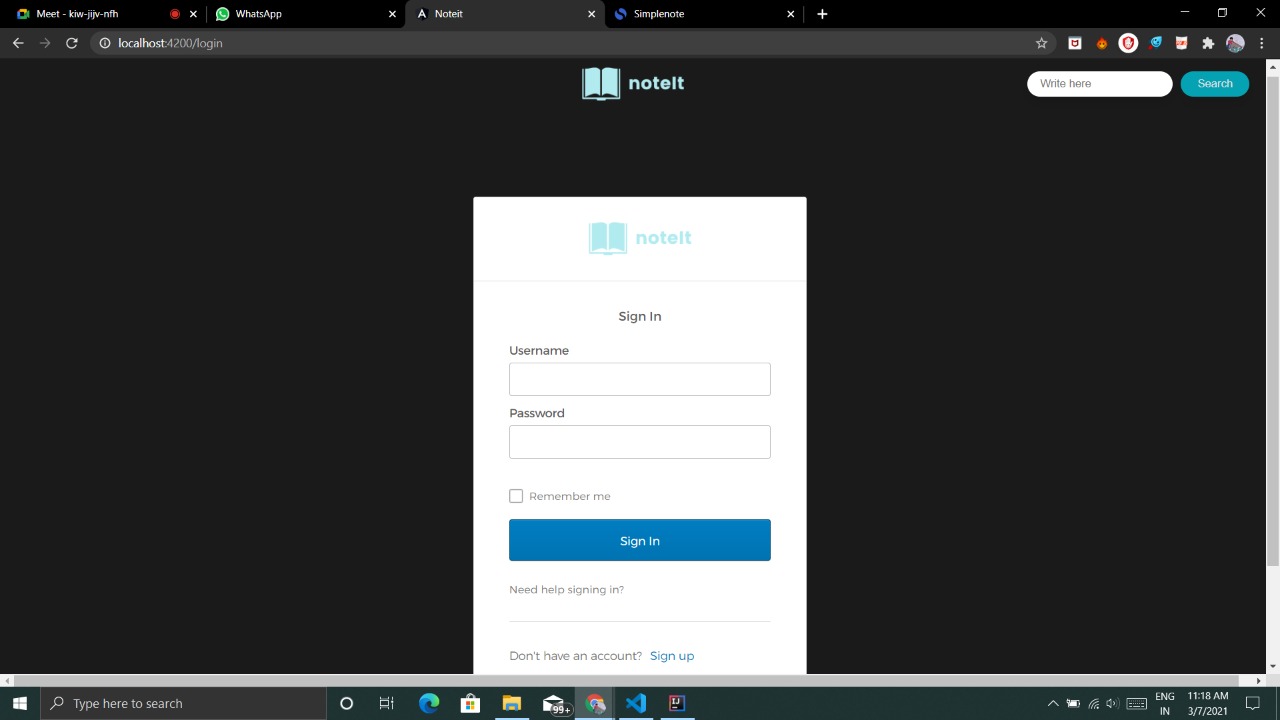 Meet - kiw-jijv-nfh
WhatsApp
Noteit
Simplenote
localhost:4200/login
noteIt
Write here
Search
noteIt
Sign In
Username
Password
Remember me
Sign In
Need help signing in?
Don't have an account? Sign up
Type here to search
99+
ENG
IN
11:18 AM
3/7/2021